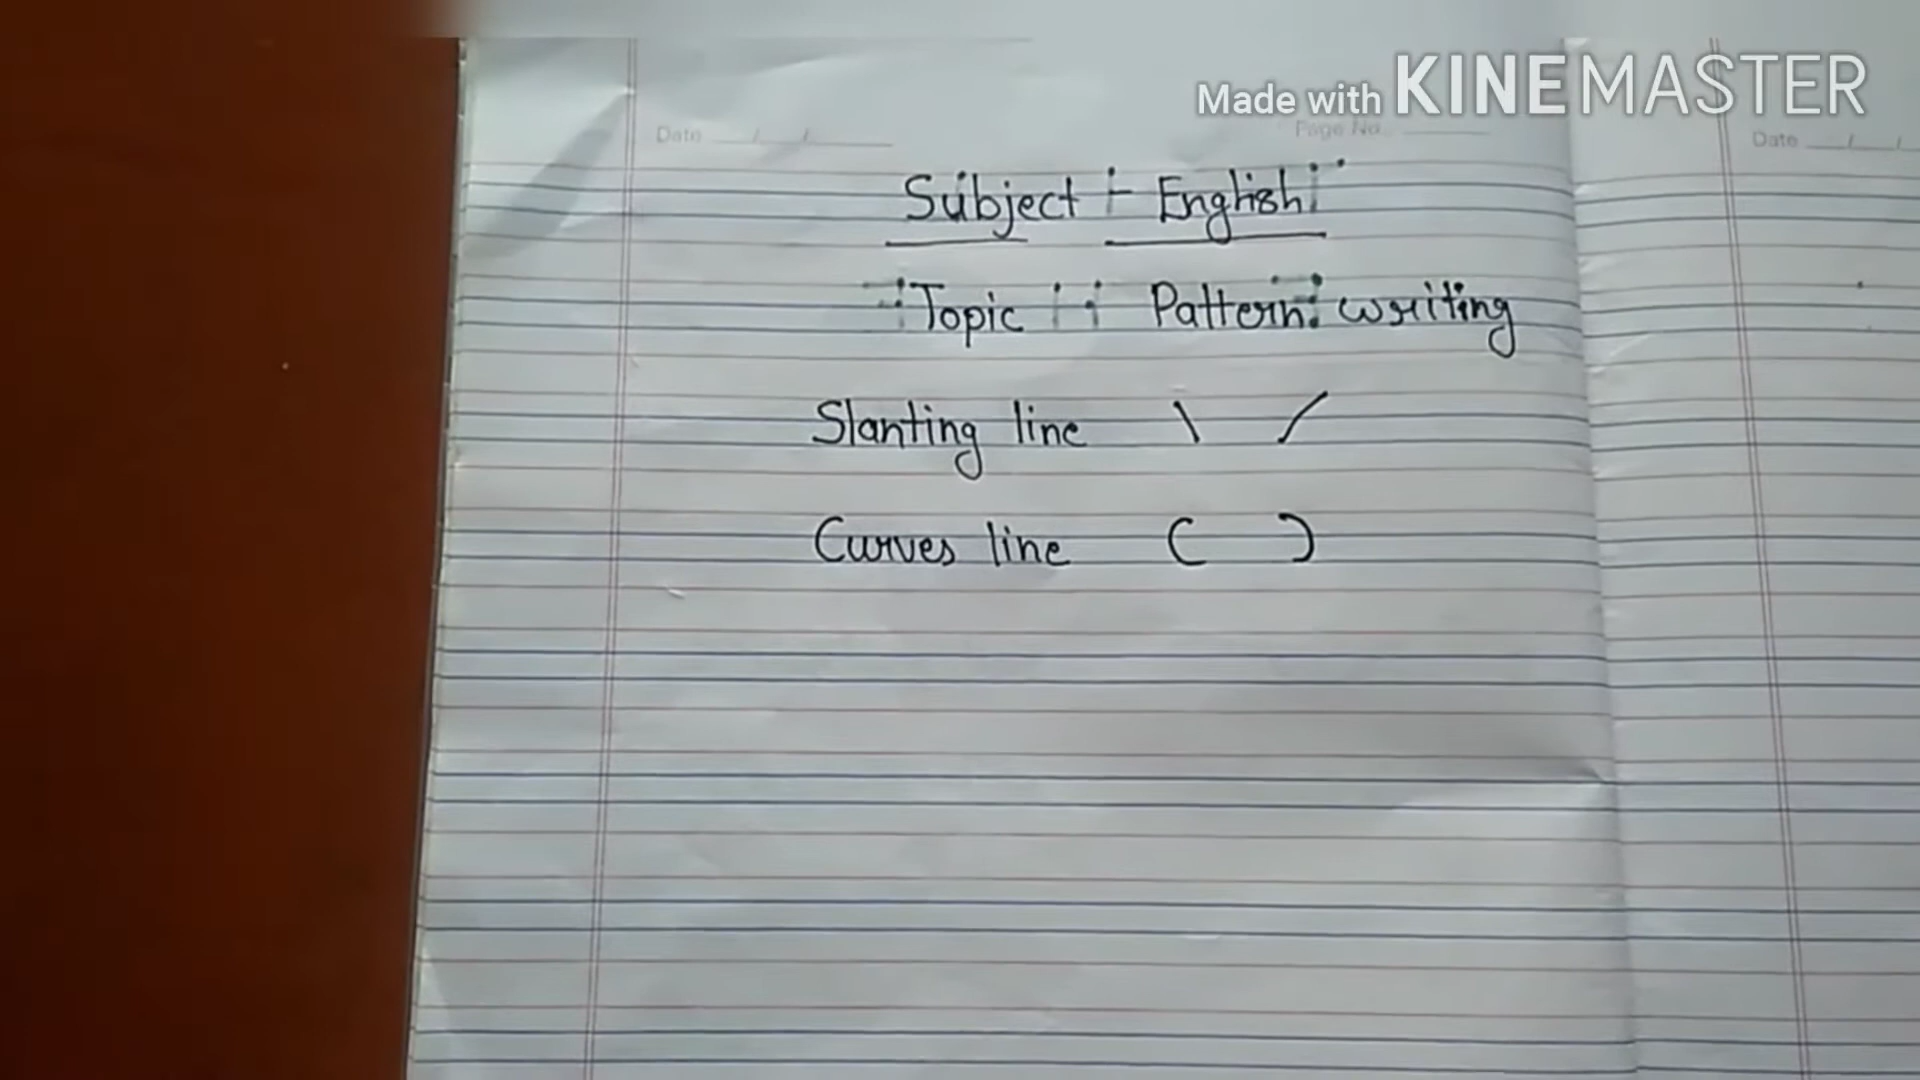 Made with KINEMASTER
Date / /
Page No.
Date / /
Subject :- English
Topic : Pattern writing
Slanting line \ /
Curves line ( )